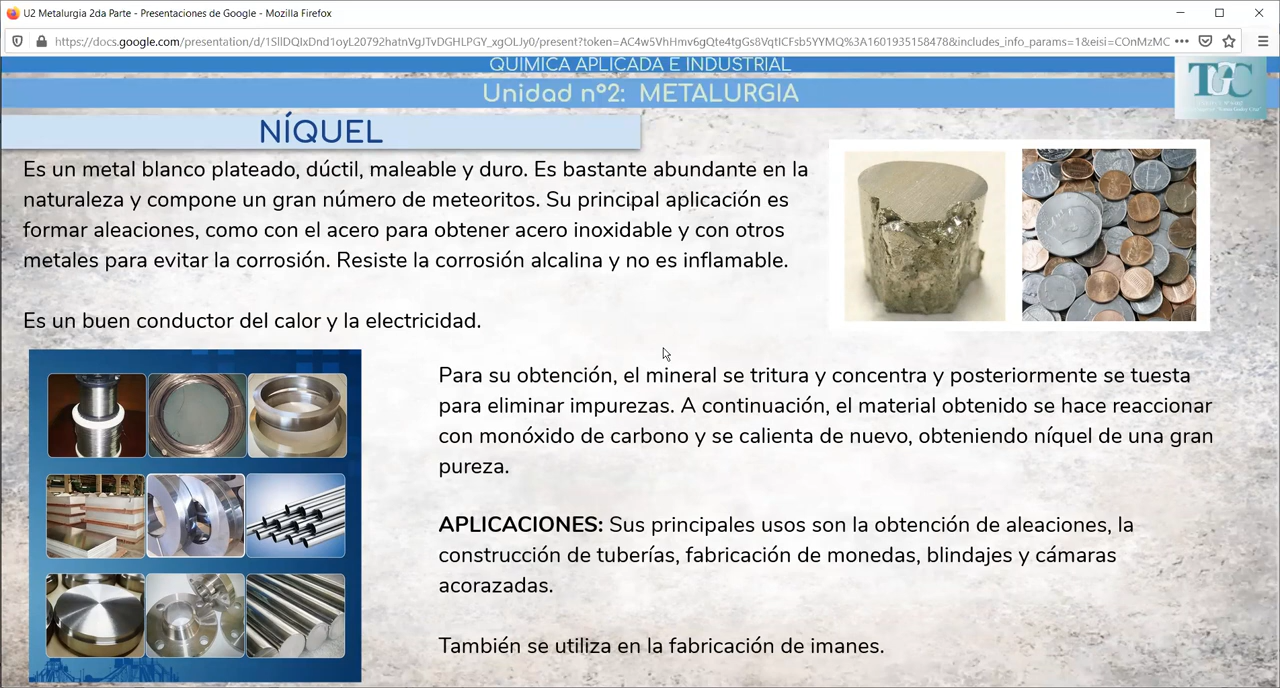 U2 Metalurgia 2da Parte - Presentaciones de Google - Mozilla Firefox
https://docs.google.com/presentation/d/1SllDQIxDnd1oyL20792hatnVgJTvDGHLPGY_xgOLJy0/present?token=AC4w5VhHmv6gQte4tgGs8VqtICFsb5YYMQ%3A1601935158478&includes_info_params=1&eisi=COnMzMC
QUÍMICA APLICADA E INDUSTRIAL
Unidad nº2: METALURGIA
TGC
NÍQUEL
Es un metal blanco plateado, dúctil, maleable y duro. Es bastante abundante en la
naturaleza y compone un gran número de meteoritos. Su principal aplicación es
formar aleaciones, como con el acero para obtener acero inoxidable y con otros
metales para evitar la corrosión. Resiste la corrosión alcalina y no es inflamable.
Es un buen conductor del calor y la electricidad.
Para su obtención, el mineral se tritura y concentra y posteriormente se tuesta
para eliminar impurezas. A continuación, el material obtenido se hace reaccionar
con monóxido de carbono y se calienta de nuevo, obteniendo níquel de una gran
pureza.
APLICACIONES: Sus principales usos son la obtención de aleaciones, la
construcción de tuberías, fabricación de monedas, blindajes y cámaras
acorazadas.
También se utiliza en la fabricación de imanes.